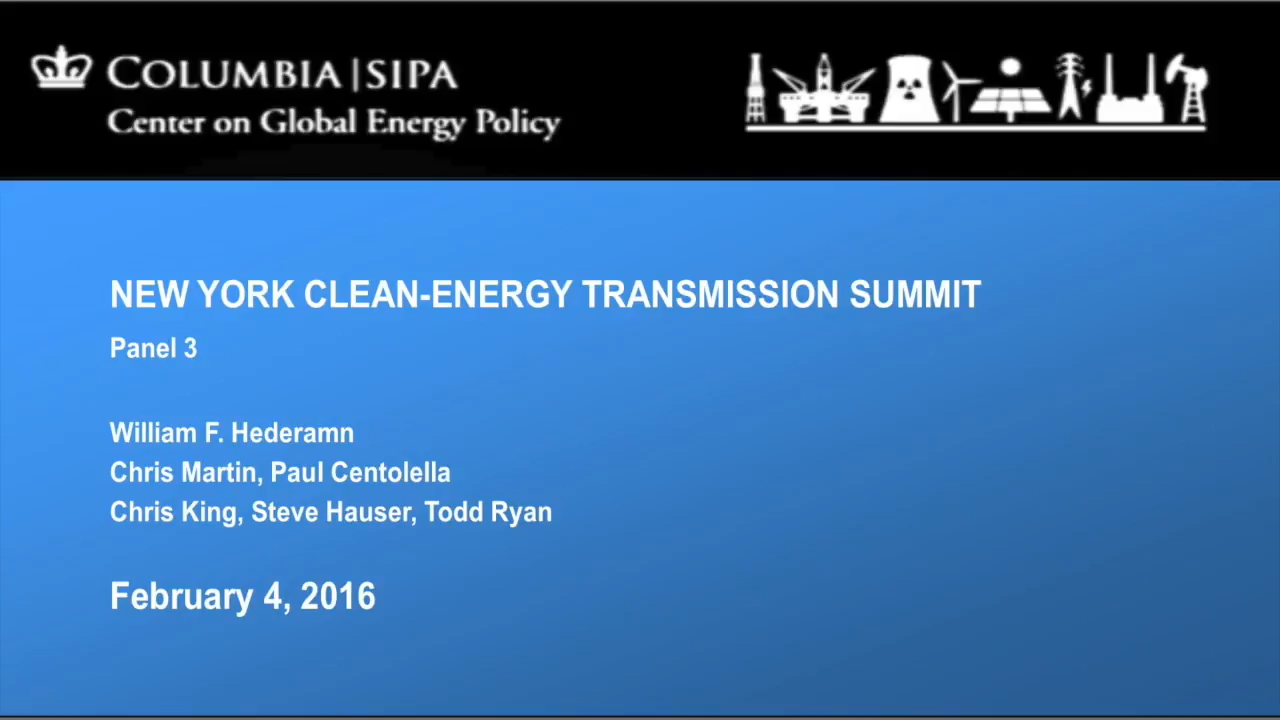 COLUMBIA | SIPA
Center on Global Energy Policy
NEW YORK CLEAN-ENERGY TRANSMISSION SUMMIT
Panel 3
William F. Hederamn
Chris Martin, Paul Centolella
Chris King, Steve Hauser, Todd Ryan
February 4, 2016